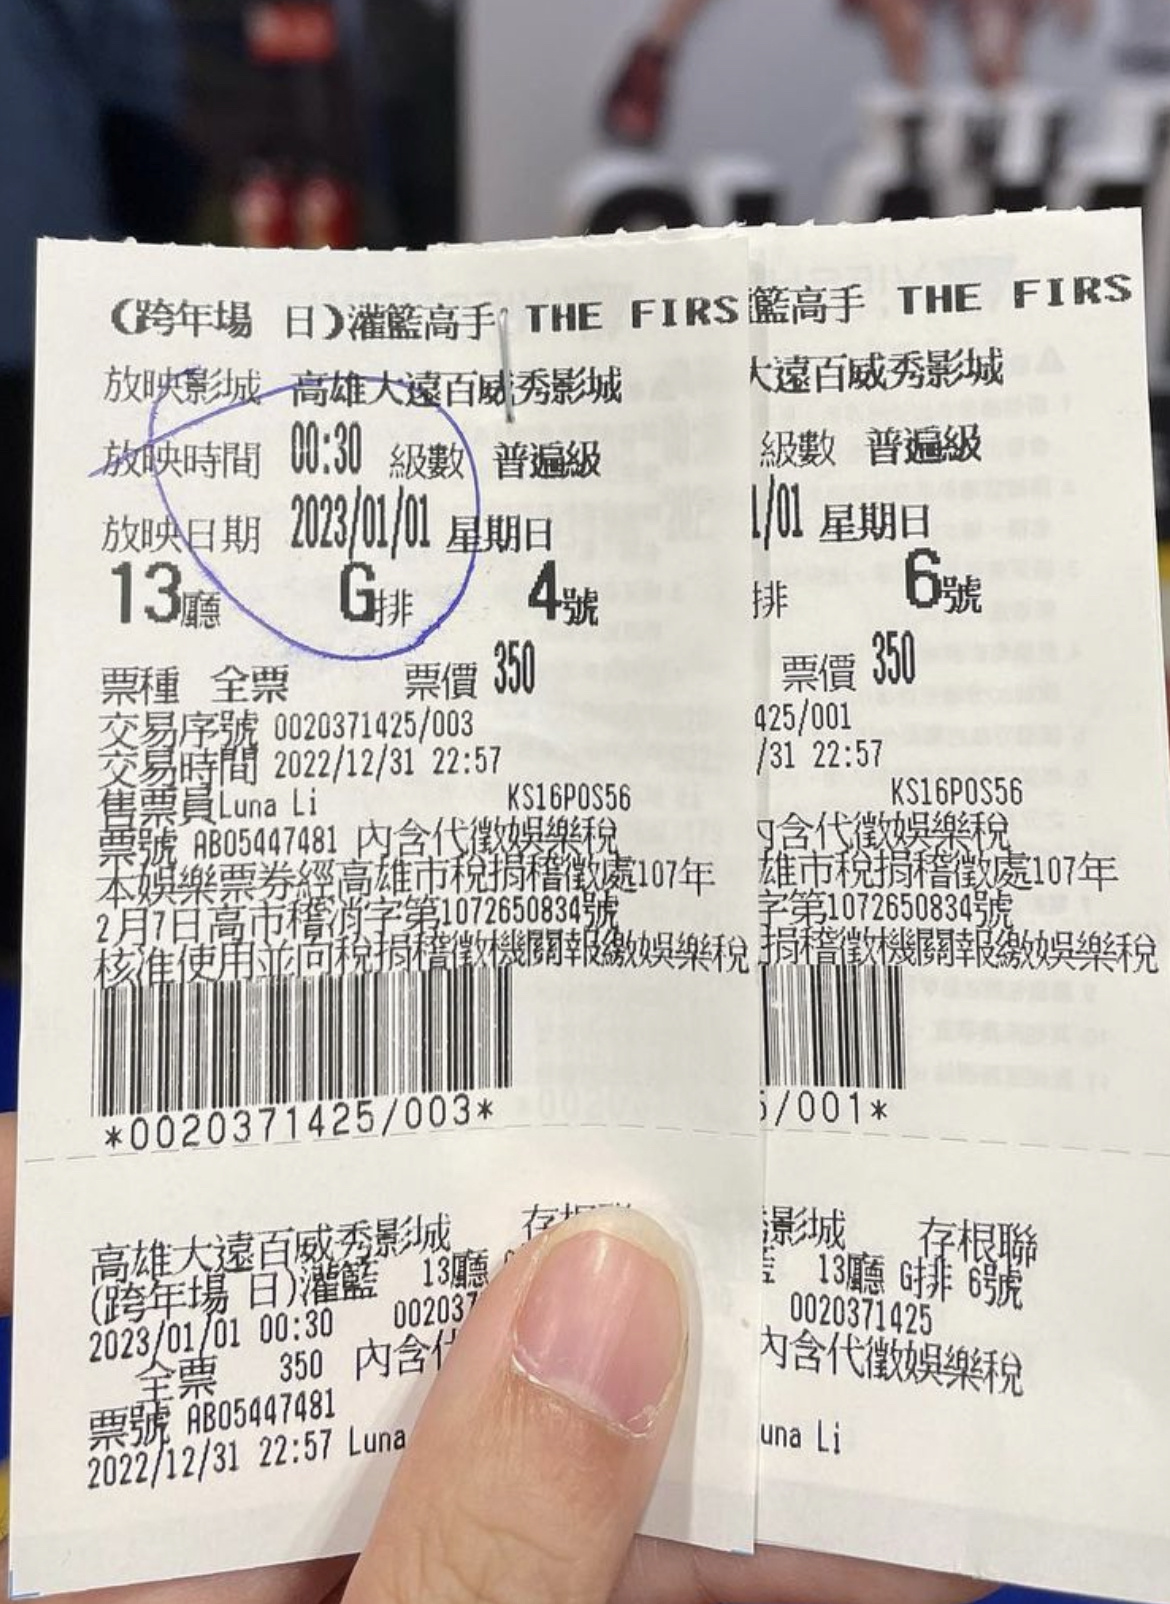 (跨年場 日)灌籃高手 THE FIRS
放映影城 高雄大遠百威秀影城
放映時間 00:30 級數 普遍級
放映日期 2023/01/01 星期日
13廳 G排 4號
票種 全票 票價 350
交易序號 0020371425/003
交易時間 2022/12/31 22:57
售票員Luna Li KS16POS56
票號 AB05447481 內含代徵娛樂稅
本娛樂票券經高雄市稅捐稽徵處107年
2月7日高市稽消字第1072650834號
核准使用並向稅捐稽徵機關報繳娛樂稅
*0020371425/003*
高雄大遠百威秀影城 存根聯
(跨年場 日)灌籃 13廳
2023/01/01 00:30 002037
全票 350 內含代
票號 AB05447481
2022/12/31 22:57 Luna
籃高手 THE FIRS
大遠百威秀影城
級數 普遍級
1/01 星期日
排 6號
票價 350
425/001
/31 22:57
KS16POS56
內含代徵娛樂稅
雄市稅捐稽徵處107年
字第1072650834號
捐稽徵機關報繳娛樂稅
5/001*
秀影城 存根聯
籃 13廳 G排 6號
0020371425
內含代徵娛樂稅
una Li